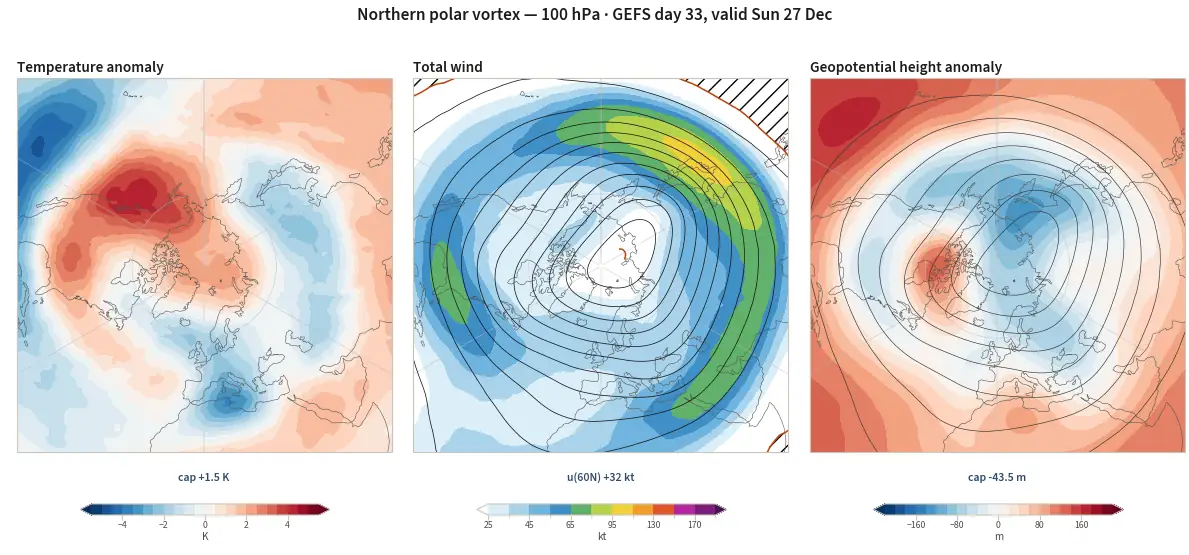 Northern polar vortex — 100 hPa · GEFS day 33, valid Sun 27 Dec
Temperature anomaly
Total wind
Geopotential height anomaly
cap +1.5 K
u(60N) +32 kt
cap -43.5 m
−4 −2 0 2 4
K
25 45 65 95 130 170
kt
−160 −80 0 80 160
m